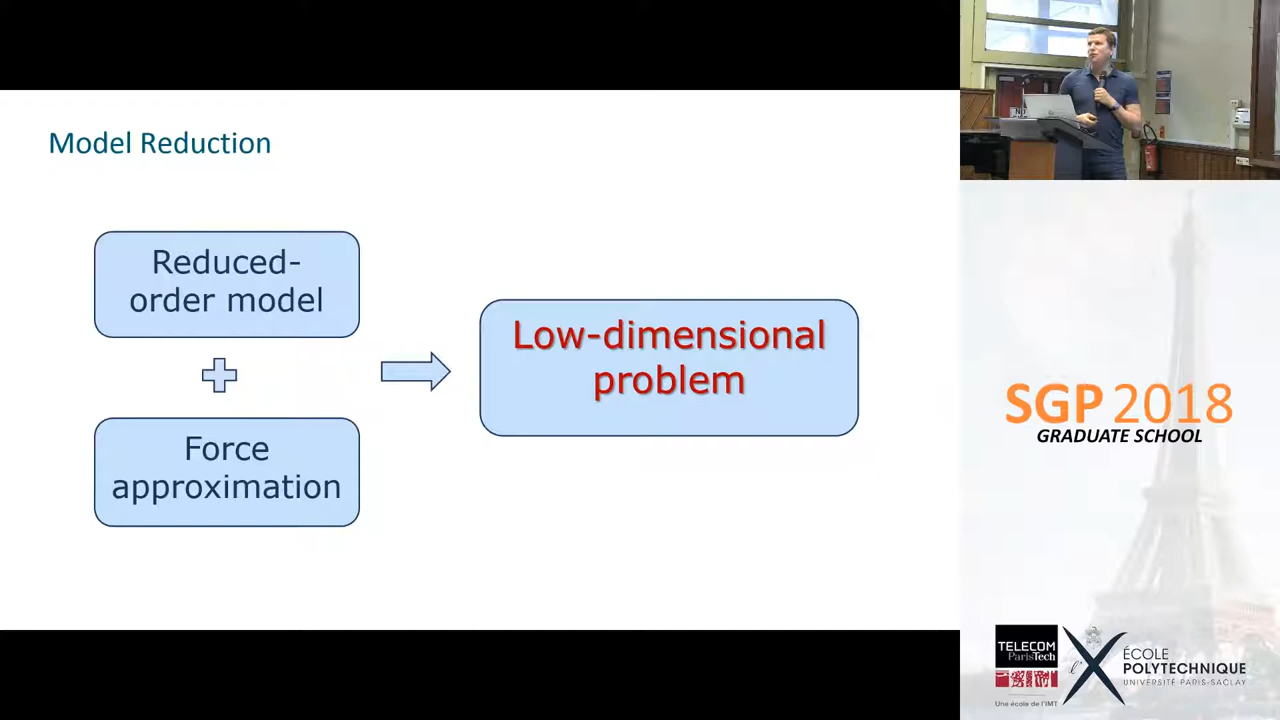 Model Reduction
Reduced-
order model
Force
approximation
Low-dimensional
problem
SGP 2018
GRADUATE SCHOOL
TELECOM
ParisTech
Une école de l'IMT
ÉCOLE
POLYTECHNIQUE
UNIVERSITÉ PARIS-SACLAY